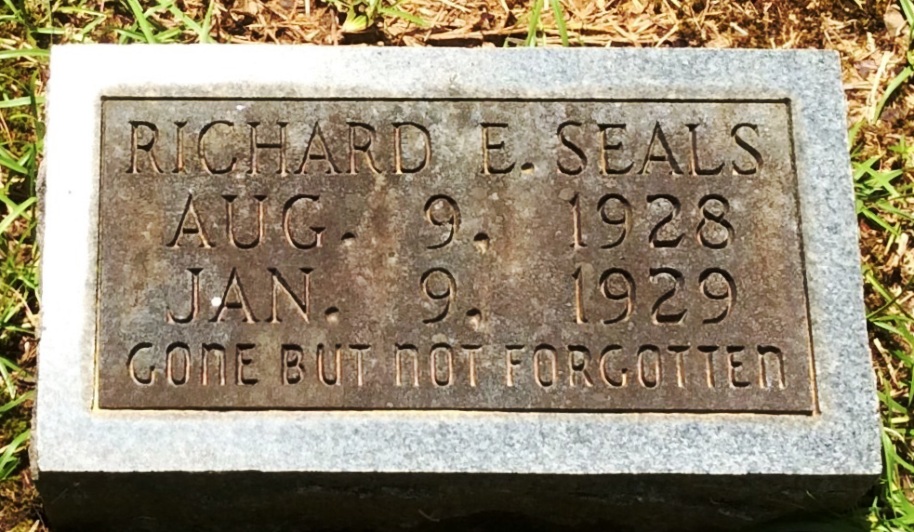 RICHARD E. SEALS
AUG. 9. 1928
JAN. 9. 1929
GONE BUT NOT FORGOTTEN